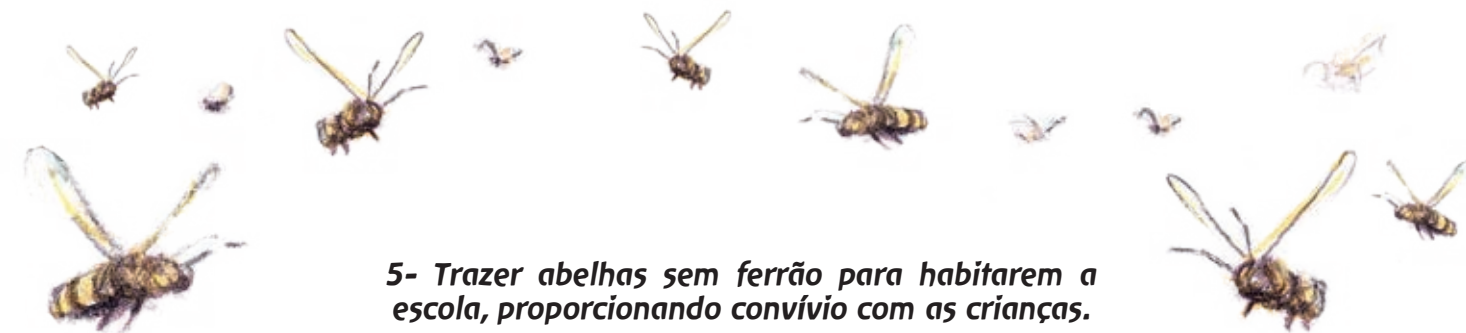 5- Trazer abelhas sem ferrão para habitarem a
escola, proporcionando convívio com as crianças.